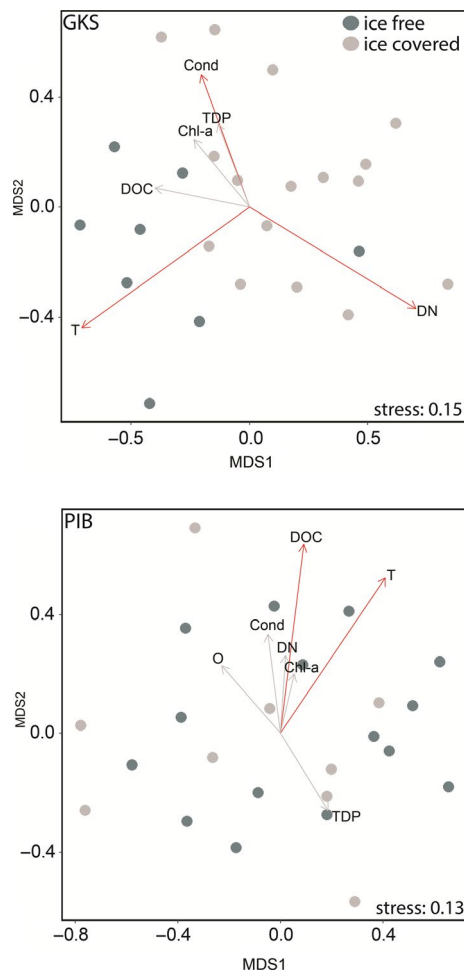 GKS
ice free
ice covered
Cond
0.4
TDP
Chl-a
DOC
MDS2
0.0
DN
T
−0.4
stress: 0.15
−0.5
0.0
0.5
MDS1
PIB
DOC
T
0.4
Cond
DN
O
Chl-a
MDS2
0.0
TDP
−0.4
stress: 0.13
−0.8
−0.4
0.0
0.4
MDS1